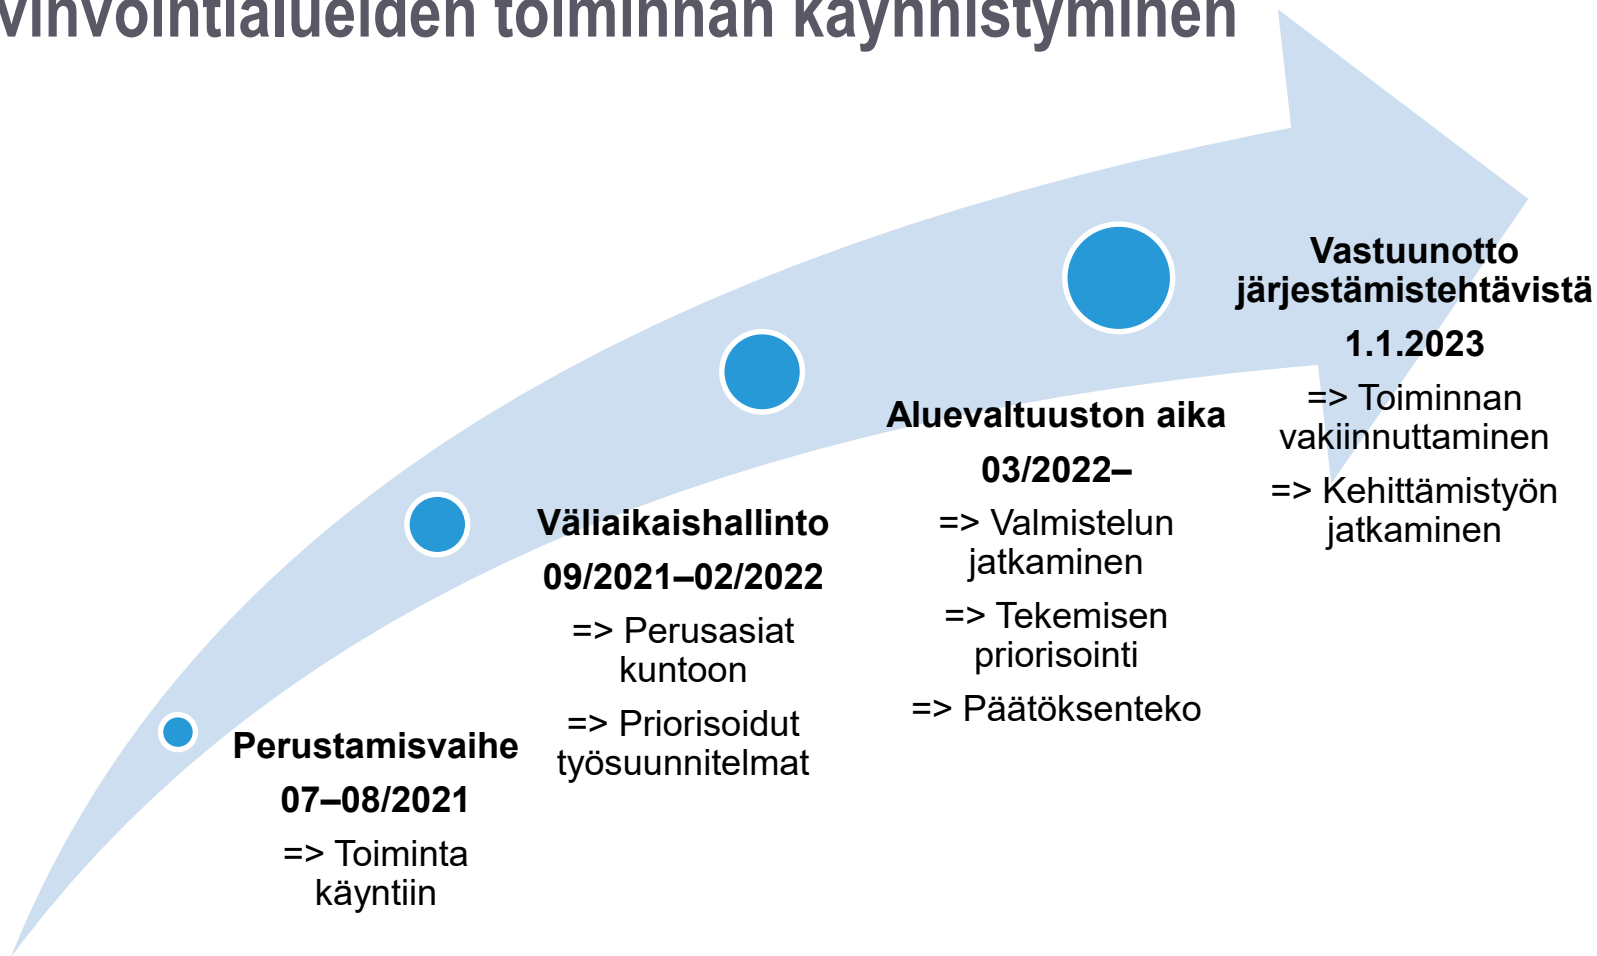 vinvointialueiden toiminnan käynnistyminen
Perustamisvaihe
07–08/2021
=> Toiminta
käyntiin
Väliaikaishallinto
09/2021–02/2022
=> Perusasiat
kuntoon
=> Priorisoidut
työsuunnitelmat
Aluevaltuuston aika
03/2022–
=> Valmistelun
jatkaminen
=> Tekemisen
priorisointi
=> Päätöksenteko
Vastuunotto
järjestämistehtävistä
1.1.2023
=> Toiminnan
vakiinnuttaminen
=> Kehittämistyön
jatkaminen